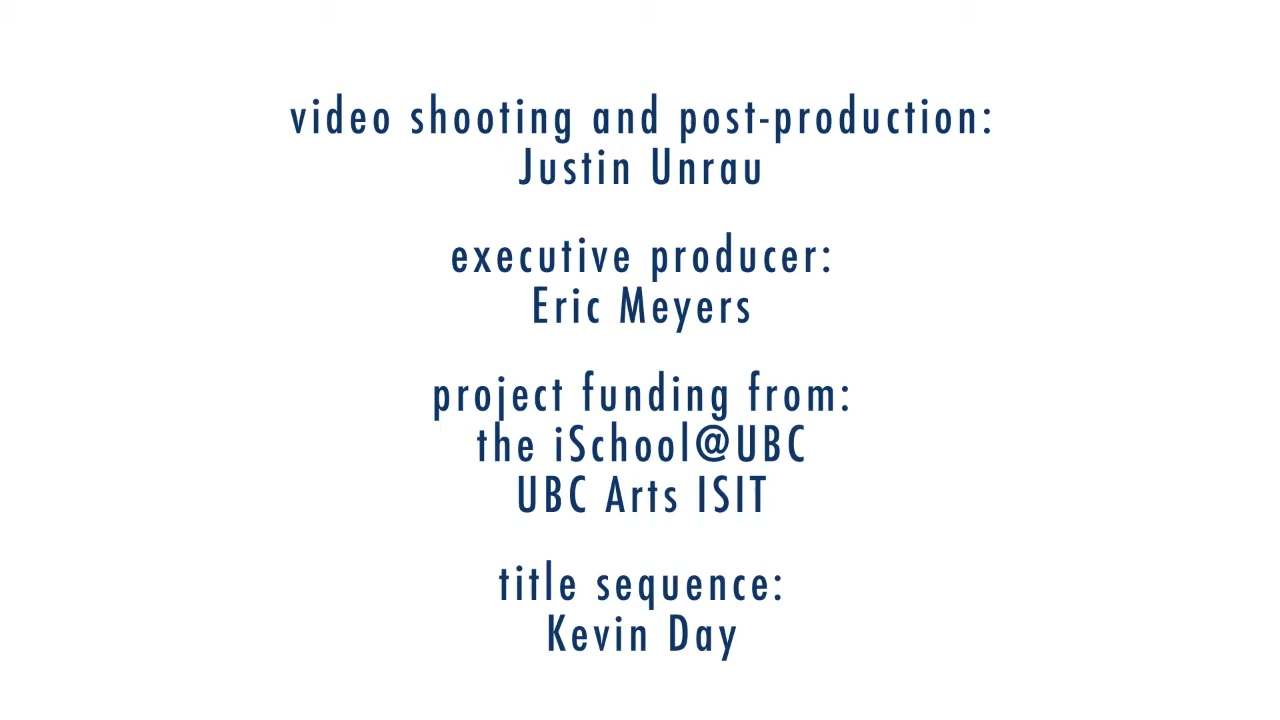 video shooting and post-production:
Justin Unrau
executive producer:
Eric Meyers
project funding from:
the iSchool@UBC
UBC Arts ISIT
title sequence:
Kevin Day